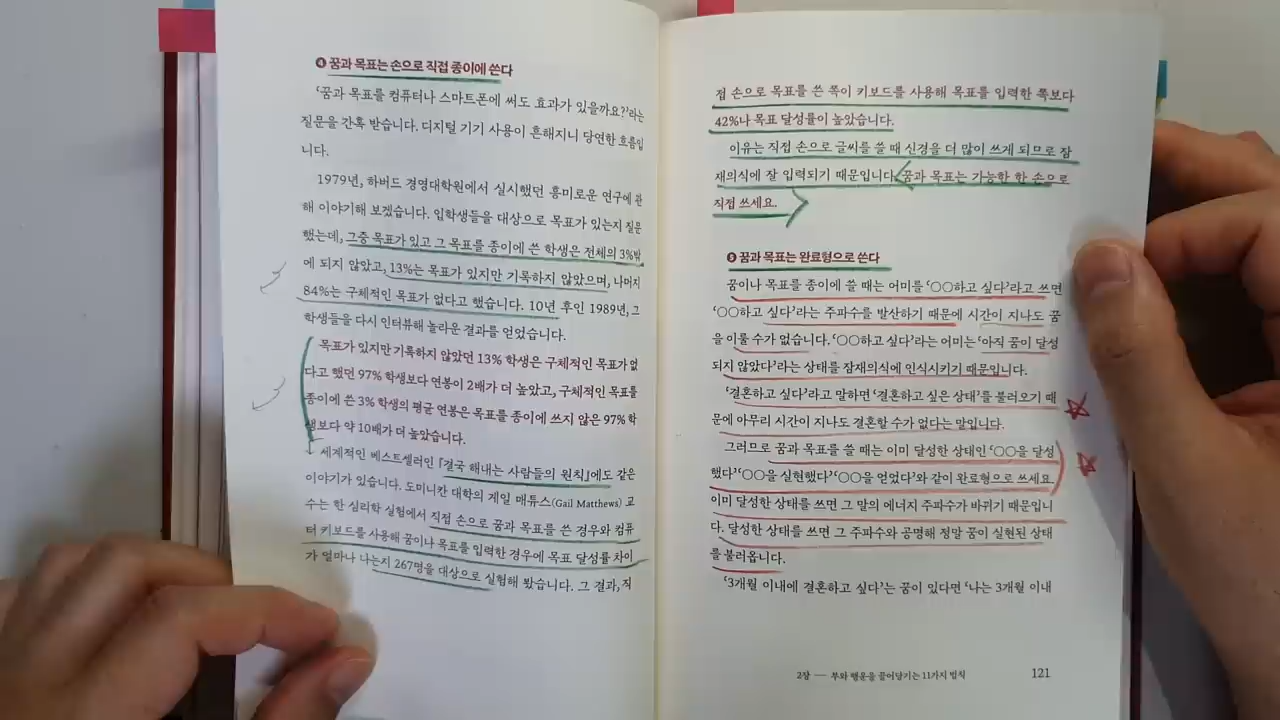 ❹ 꿈과 목표는 손으로 직접 종이에 쓴다
‘꿈과 목표를 컴퓨터나 스마트폰에 써도 효과가 있을까요?’라는
질문을 간혹 받습니다. 디지털 기기 사용이 흔해지니 당연한 흐름입
니다.
1979년, 하버드 경영대학원에서 실시했던 흥미로운 연구에 관
해 이야기해 보겠습니다. 입학생들을 대상으로 목표가 있는지 질문
했는데, 그중 목표가 있고 그 목표를 종이에 쓴 학생은 전체의 3%밖
에 되지 않았고, 13%는 목표가 있지만 기록하지 않았으며, 나머지
84%는 구체적인 목표가 없다고 했습니다. 10년 후인 1989년, 그
학생들을 다시 인터뷰해 놀라운 결과를 얻었습니다.
목표가 있지만 기록하지 않았던 13% 학생은 구체적인 목표가 없
다고 했던 97% 학생보다 연봉이 2배가 더 높았고, 구체적인 목표를
종이에 쓴 3% 학생의 평균 연봉은 목표를 종이에 쓰지 않은 97% 학
생보다 약 10배가 더 높았습니다.
세계적인 베스트셀러인 『결국 해내는 사람들의 원칙』에도 같은
이야기가 있습니다. 도미니칸 대학의 게일 매튜스(Gail Matthews) 교
수는 한 심리학 실험에서 직접 손으로 꿈과 목표를 쓴 경우와 컴퓨
터 키보드를 사용해 꿈이나 목표를 입력한 경우에 목표 달성률 차이
가 얼마나 나는지 267명을 대상으로 실험해 봤습니다. 그 결과, 직
접 손으로 목표를 쓴 쪽이 키보드를 사용해 목표를 입력한 쪽보다
42%나 목표 달성률이 높았습니다.
이유는 직접 손으로 글씨를 쓸 때 신경을 더 많이 쓰게 되므로 잠
재의식에 잘 입력되기 때문입니다. 꿈과 목표는 가능한 한 손으로
직접 쓰세요.
❺ 꿈과 목표는 완료형으로 쓴다
꿈이나 목표를 종이에 쓸 때는 어미를 ‘○○하고 싶다’라고 쓰면
‘○○하고 싶다’라는 주파수를 발산하기 때문에 시간이 지나도 꿈
을 이룰 수가 없습니다. ‘○○하고 싶다’라는 어미는 ‘아직 꿈이 달성
되지 않았다’라는 상태를 잠재의식에 인식시키기 때문입니다.
‘결혼하고 싶다’라고 말하면 ‘결혼하고 싶은 상태’를 불러오기 때
문에 아무리 시간이 지나도 결혼할 수가 없다는 말입니다.
그러므로 꿈과 목표를 쓸 때는 이미 달성한 상태인 ‘○○을 달성
했다’ ‘○○을 실현했다’ ‘○○을 얻었다’와 같이 완료형으로 쓰세요.
이미 달성한 상태를 쓰면 그 말의 에너지 주파수가 바뀌기 때문입니
다. 달성한 상태를 쓰면 그 주파수와 공명해 정말 꿈이 실현된 상태
를 불러옵니다.
‘3개월 이내에 결혼하고 싶다’는 꿈이 있다면 ‘나는 3개월 이내
2장 ── 부와 행운을 끌어당기는 11가지 법칙 121